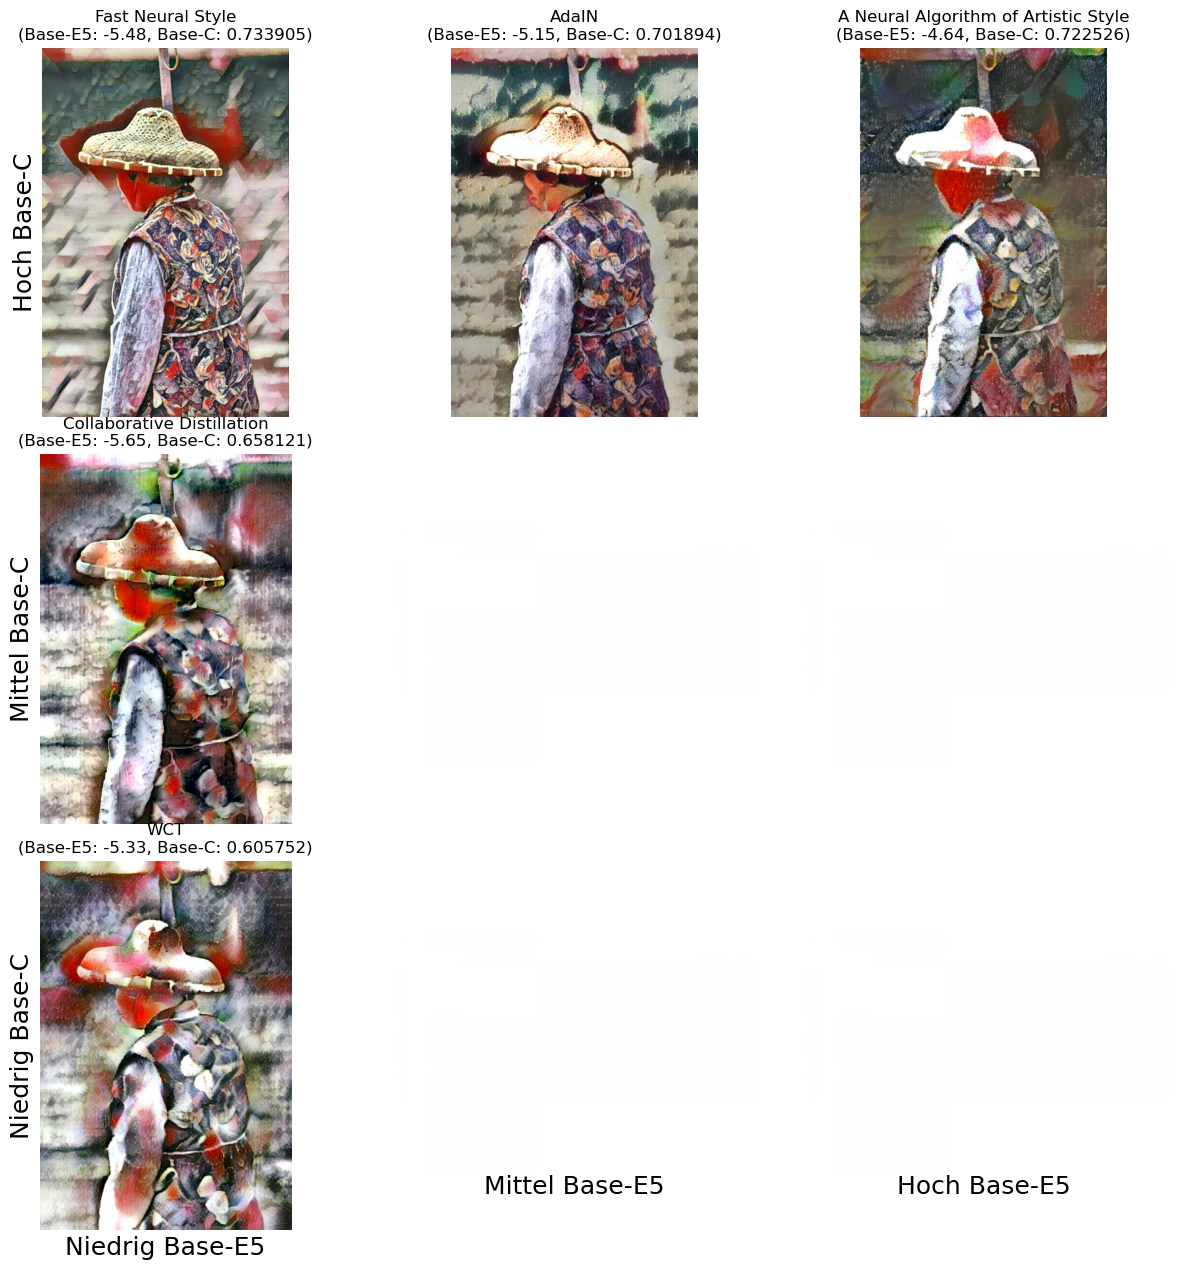 Fast Neural Style
(Base-E5: -5.48, Base-C: 0.733905)
AdaIN
(Base-E5: -5.15, Base-C: 0.701894)
A Neural Algorithm of Artistic Style
(Base-E5: -4.64, Base-C: 0.722526)
Hoch Base-C
Collaborative Distillation
(Base-E5: -5.65, Base-C: 0.658121)
Mittel Base-C
WCT
(Base-E5: -5.33, Base-C: 0.605752)
Niedrig Base-C
Niedrig Base-E5
Mittel Base-E5
Hoch Base-E5